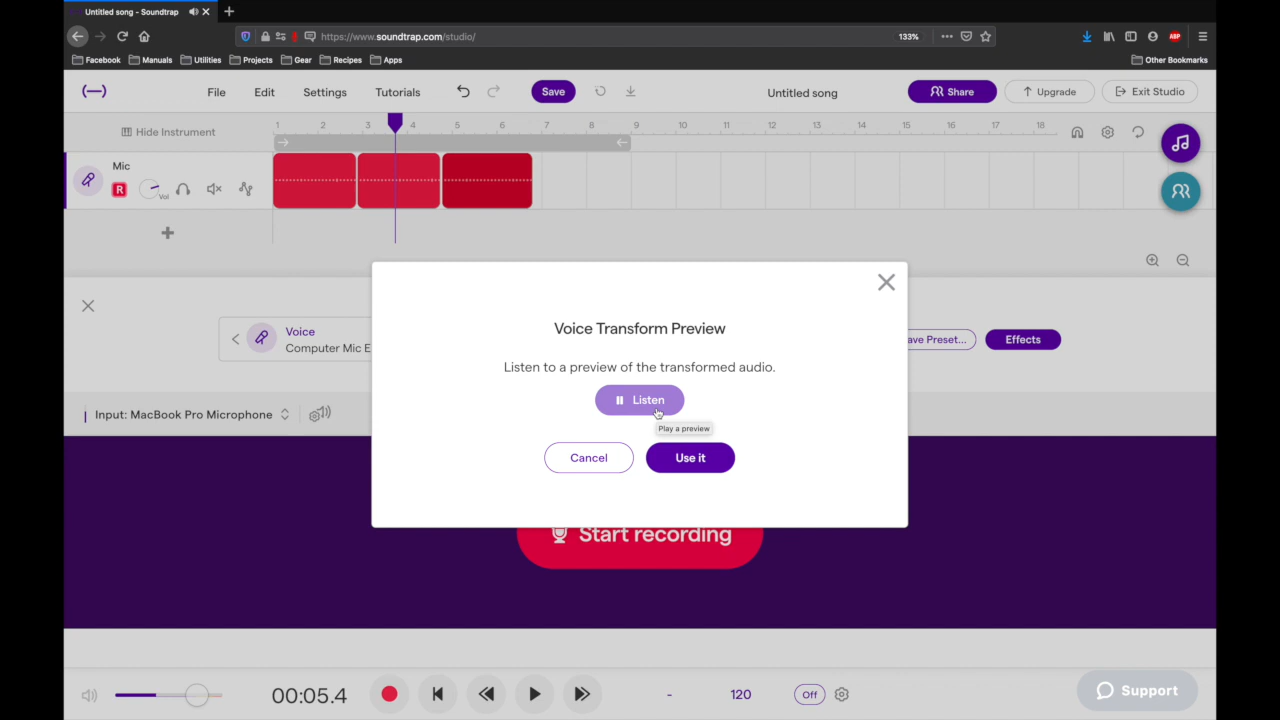 Untitled song - Soundtrap
https://www.soundtrap.com/studio/
133%
ABP
Facebook Manuals Utilities Projects Gear Recipes Apps Other Bookmarks
File Edit Settings Tutorials Save Untitled song Share Upgrade Exit Studio
Hide Instrument
1 2 3 4 5 6 7 8 9 10 11 12 13 14 15 16 17 18
Mic
R Vol
Voice Transform Preview
Listen to a preview of the transformed audio.
Listen
Play a preview
Cancel Use it
Voice
Computer Mic E
ave Preset...
Effects
Input: MacBook Pro Microphone
Start recording
00:05.4
-
120
Off
Support